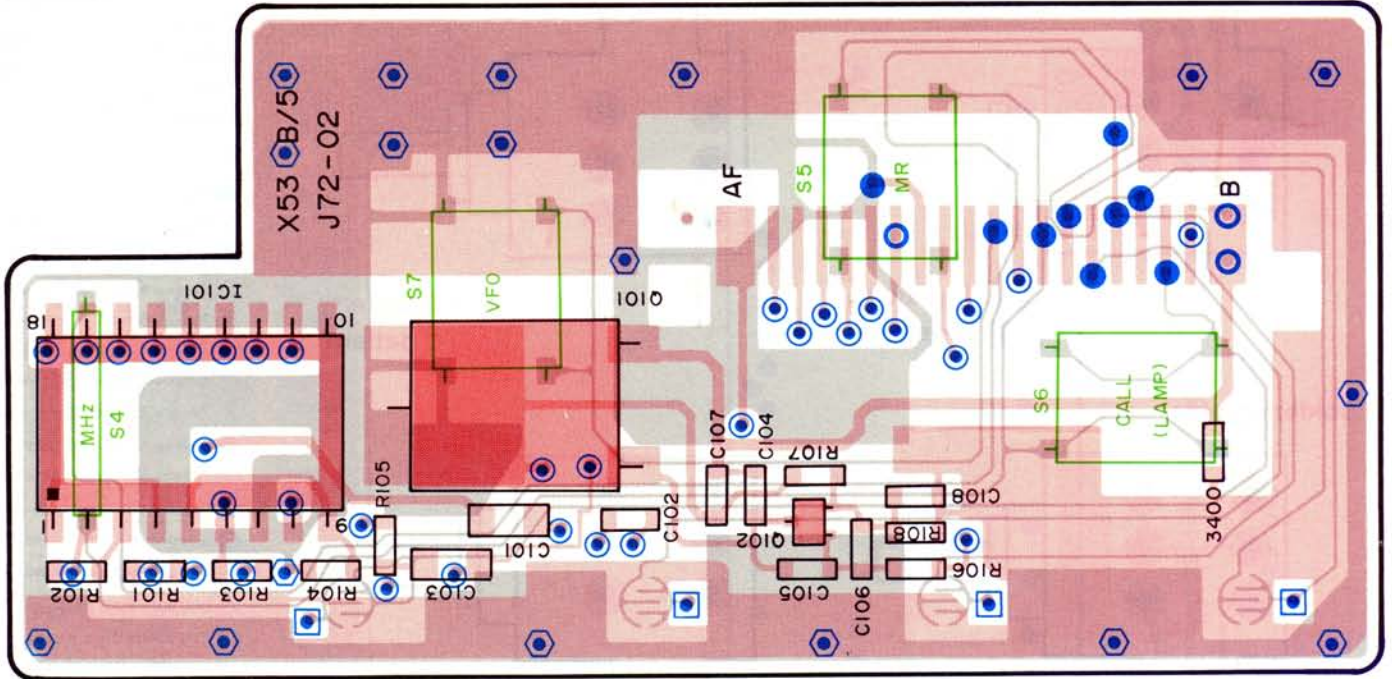 X53 B/5
J72-02
AF
S5
MR
B
IC101
S7
VFO
Q101
18
10
MHz
S4
S6
CALL
(LAMP)
C107
C104
R107
R105
1
9
C101
C102
Q102
C108
R108
R106
3400
R102
R101
R103
R104
C103
C105
C106